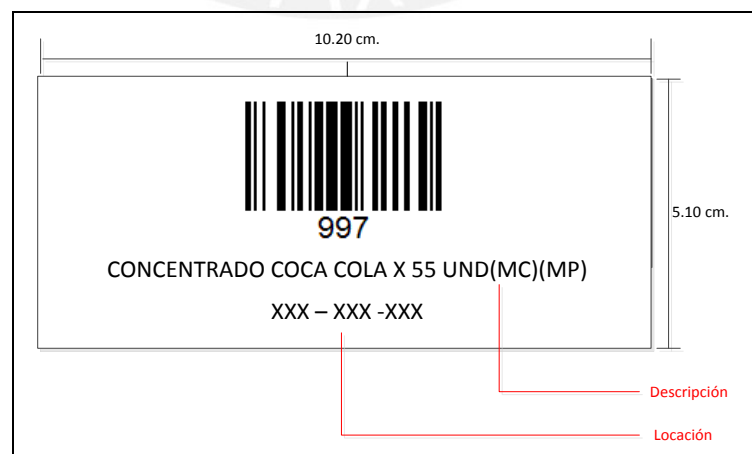 10.20 cm.
997
5.10 cm.
CONCENTRADO COCA COLA X 55 UND(MC)(MP)
XXX – XXX -XXX
Descripción
Locación